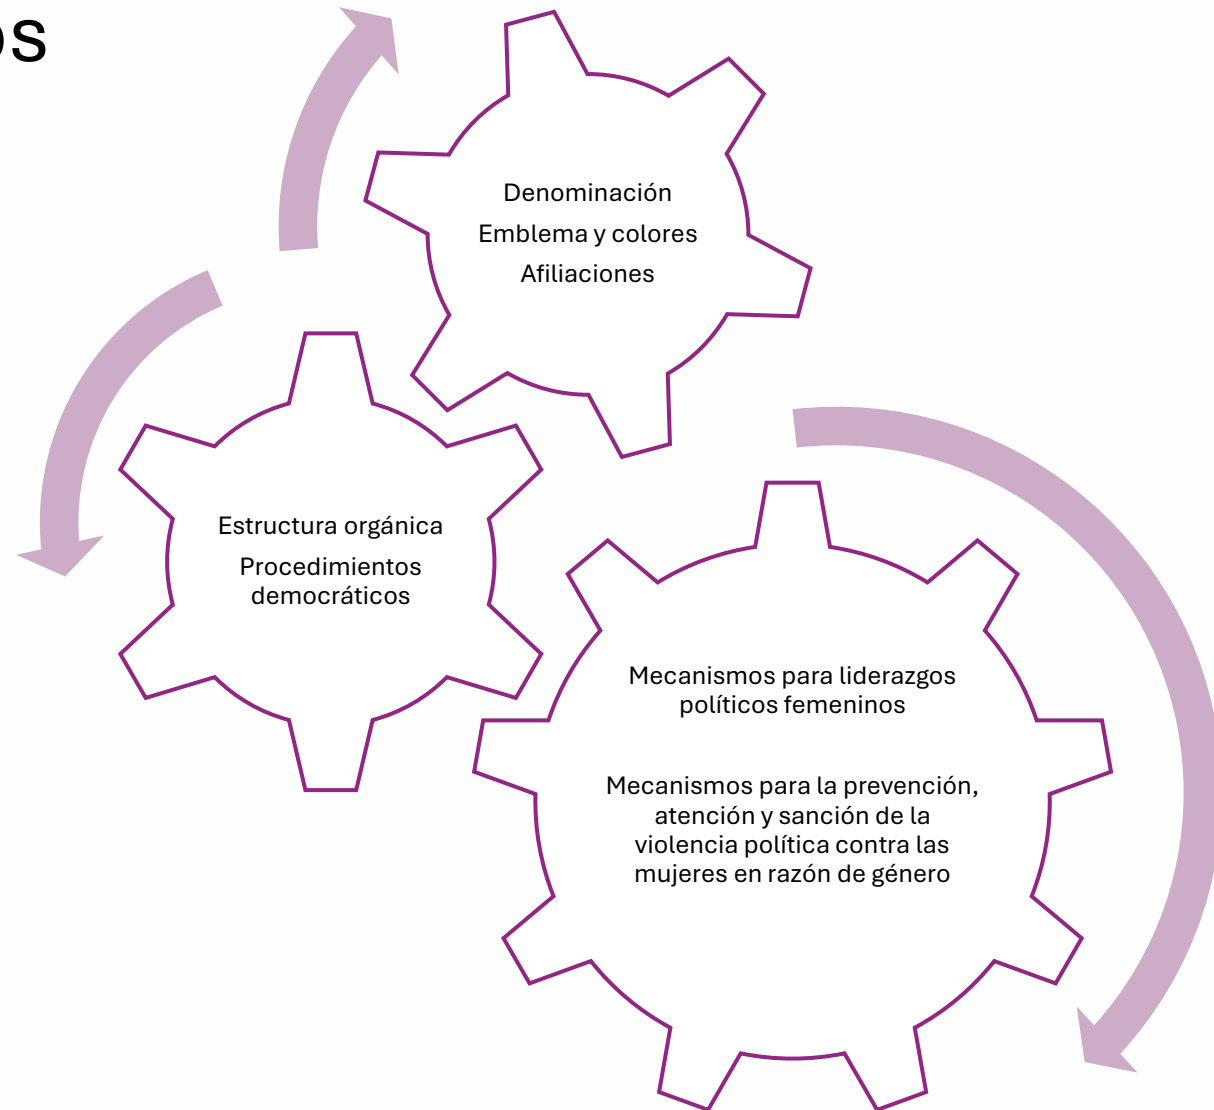 os
Denominación
Emblema y colores
Afiliaciones
Estructura orgánica
Procedimientos
democráticos
Mecanismos para liderazgos
políticos femeninos
Mecanismos para la prevención,
atención y sanción de la
violencia política contra las
mujeres en razón de género